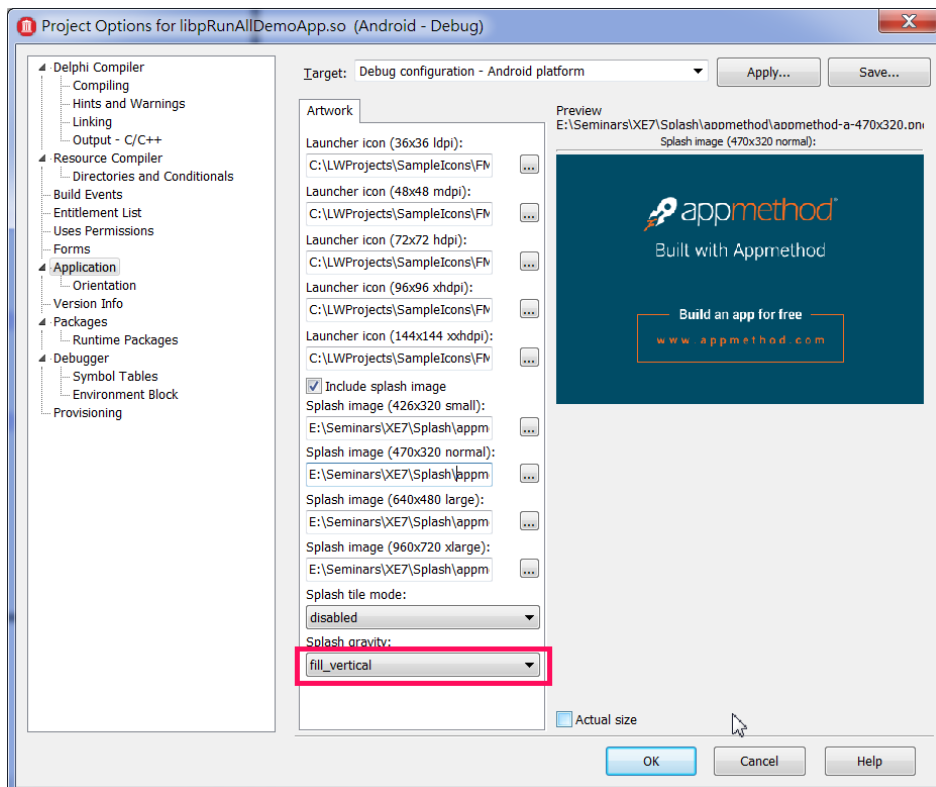 Project Options for libpRunAllDemoApp.so (Android - Debug)
Delphi Compiler
Compiling
Hints and Warnings
Linking
Output - C/C++
Resource Compiler
Directories and Conditionals
Build Events
Entitlement List
Uses Permissions
Forms
Application
Orientation
Version Info
Packages
Runtime Packages
Debugger
Symbol Tables
Environment Block
Provisioning
Target: Debug configuration - Android platform
Apply...
Save...
Artwork
Launcher icon (36x36 ldpi):
C:\LWProjects\SampleIcons\FM
...
Launcher icon (48x48 mdpi):
C:\LWProjects\SampleIcons\FM
...
Launcher icon (72x72 hdpi):
C:\LWProjects\SampleIcons\FM
...
Launcher icon (96x96 xhdpi):
C:\LWProjects\SampleIcons\FM
...
Launcher icon (144x144 xxhdpi):
C:\LWProjects\SampleIcons\FM
...
Include splash image
Splash image (426x320 small):
E:\Seminars\XE7\Splash\appm
...
Splash image (470x320 normal):
E:\Seminars\XE7\Splash\appm
...
Splash image (640x480 large):
E:\Seminars\XE7\Splash\appm
...
Splash image (960x720 xlarge):
E:\Seminars\XE7\Splash\appm
...
Splash tile mode:
disabled
Splash gravity:
fill_vertical
Preview
E:\Seminars\XE7\Splash\appmethod\appmethod-a-470x320.png
Splash image (470x320 normal):
appmethod
Built with Appmethod
Build an app for free
www.appmethod.com
Actual size
OK
Cancel
Help